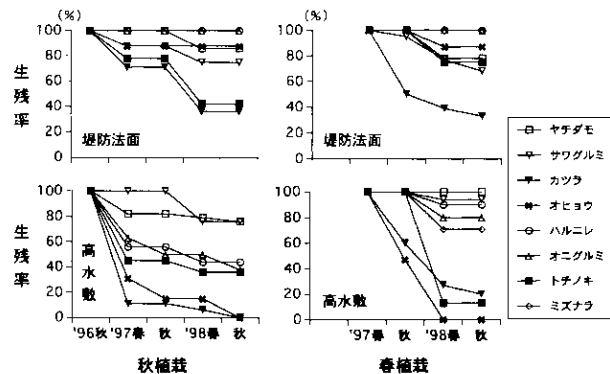 (%)
100
80
60
40
20
0
生残率
堤防法面
(%)
100
80
60
40
20
0
堤防法面
100
80
60
40
20
0
生残率
高水敷
'96秋 '97春 秋 '98春 秋
秋植栽
100
80
60
40
20
0
高水敷
'97春 秋 '98春 秋
春植栽
ヤチダモ
サワグルミ
カツラ
オヒョウ
ハルニレ
オニグルミ
トチノキ
ミズナラ